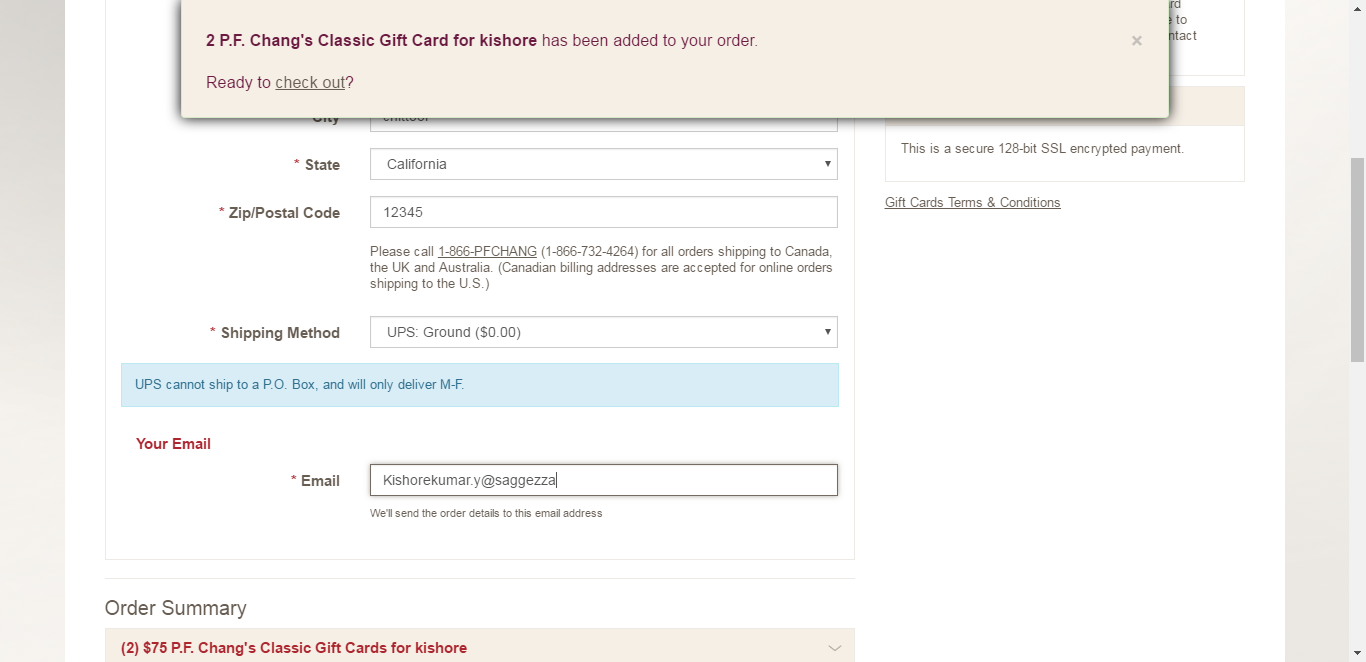 2 P.F. Chang's Classic Gift Card for kishore has been added to your order.
×
Ready to check out?
rd
e to
ntact
City
chittoor
* State
California
* Zip/Postal Code
12345
Please call 1-866-PFCHANG (1-866-732-4264) for all orders shipping to Canada,
the UK and Australia. (Canadian billing addresses are accepted for online orders
shipping to the U.S.)
* Shipping Method
UPS: Ground ($0.00)
UPS cannot ship to a P.O. Box, and will only deliver M-F.
Your Email
* Email
Kishorekumar.y@saggezza
We'll send the order details to this email address
Order Summary
(2) $75 P.F. Chang's Classic Gift Cards for kishore
This is a secure 128-bit SSL encrypted payment.
Gift Cards Terms & Conditions